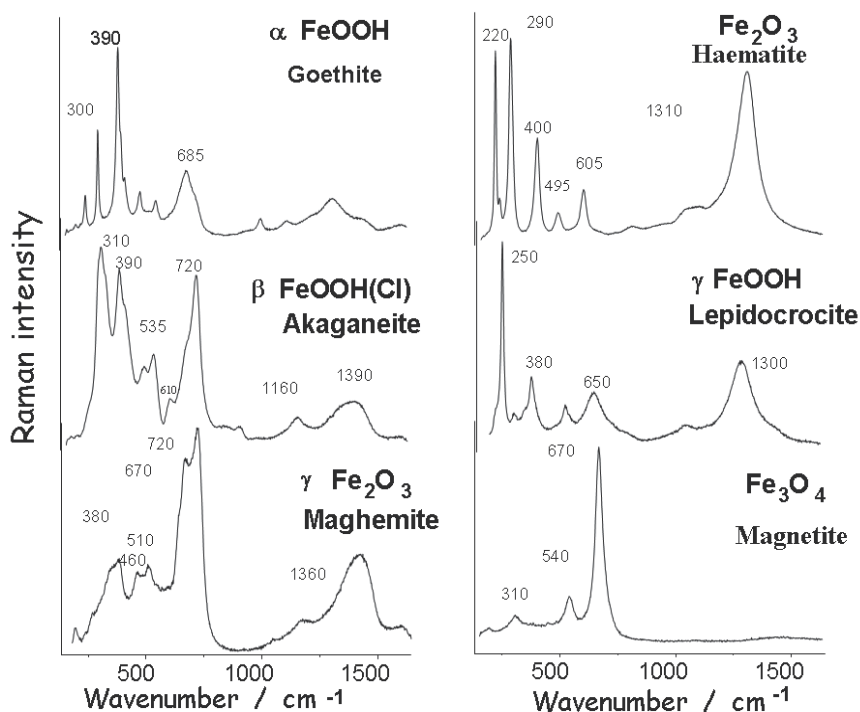 Raman intensity
390
α FeOOH
Goethite
300
685
310
390
720
β FeOOH(Cl)
Akaganeite
535
610
1160
1390
720
670
γ Fe2O3
Maghemite
380
510
460
1360
500
1000
1500
Wavenumber / cm -1
290
220
Fe2O3
Haematite
1310
400
605
495
250
γ FeOOH
Lepidocrocite
380
650
1300
670
Fe3O4
Magnetite
540
310
500
1000
1500
Wavenumber / cm -1